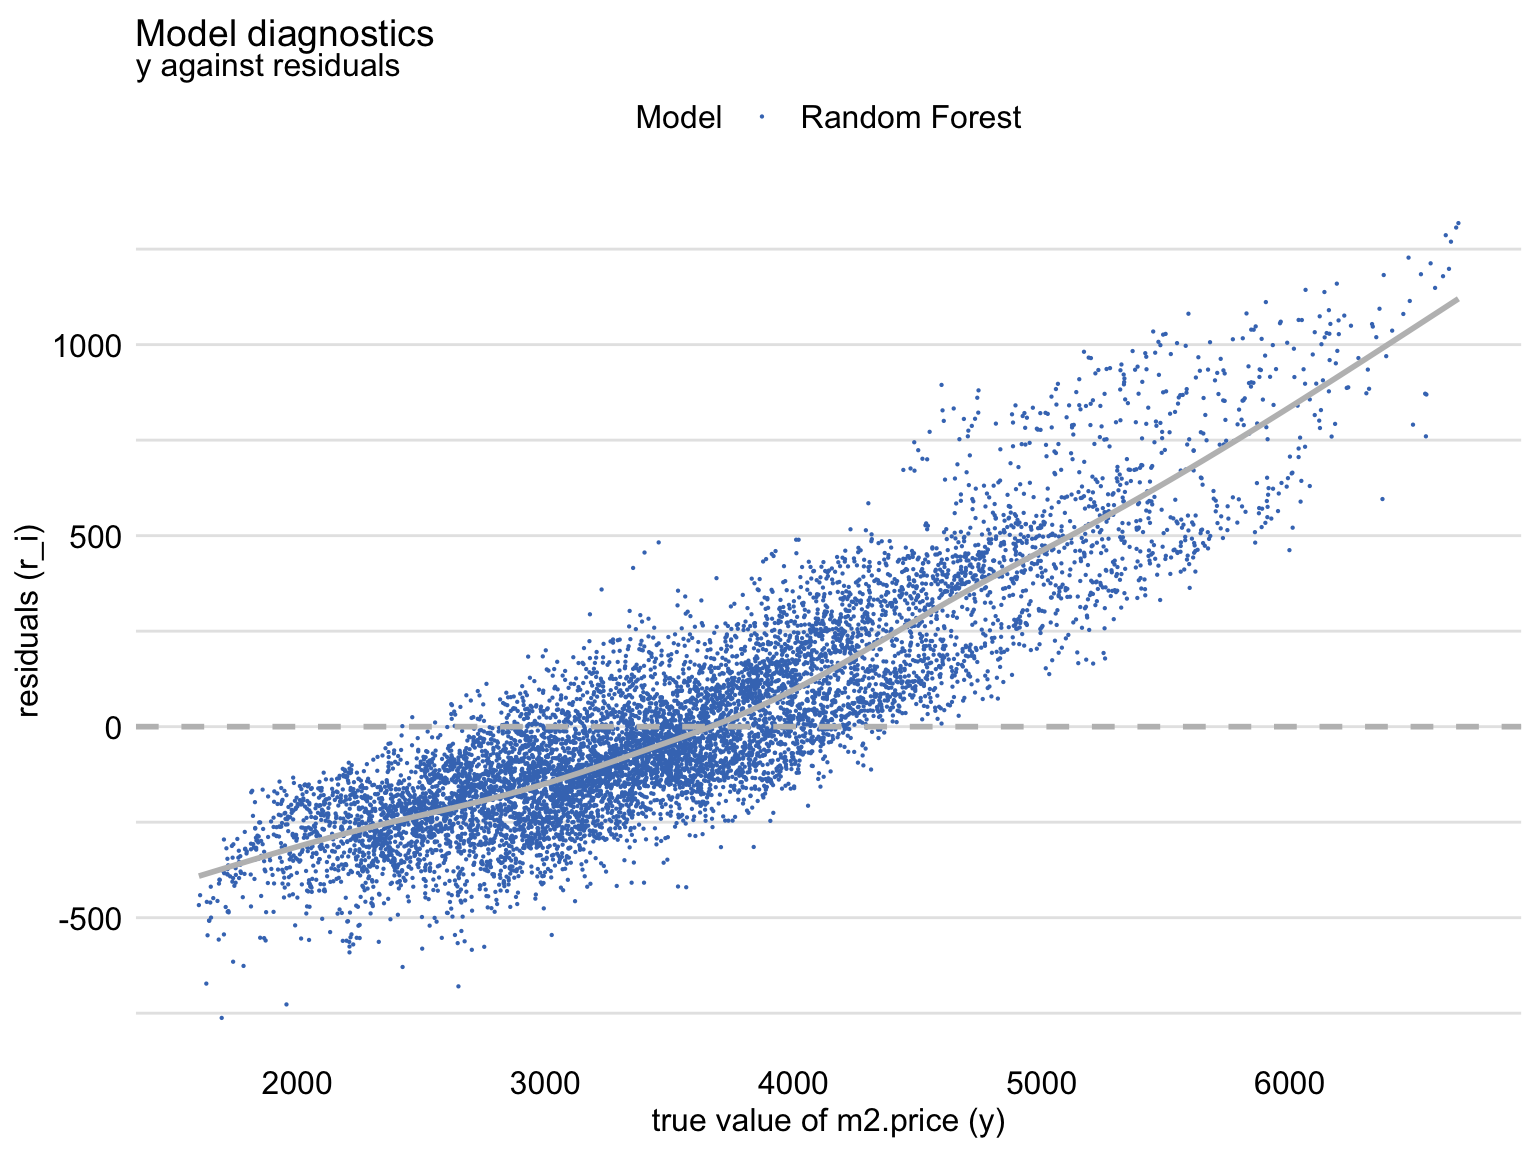 Model diagnostics
y against residuals
Model Random Forest
residuals (r_i)
1000
500
0
-500
2000 3000 4000 5000 6000
true value of m2.price (y)